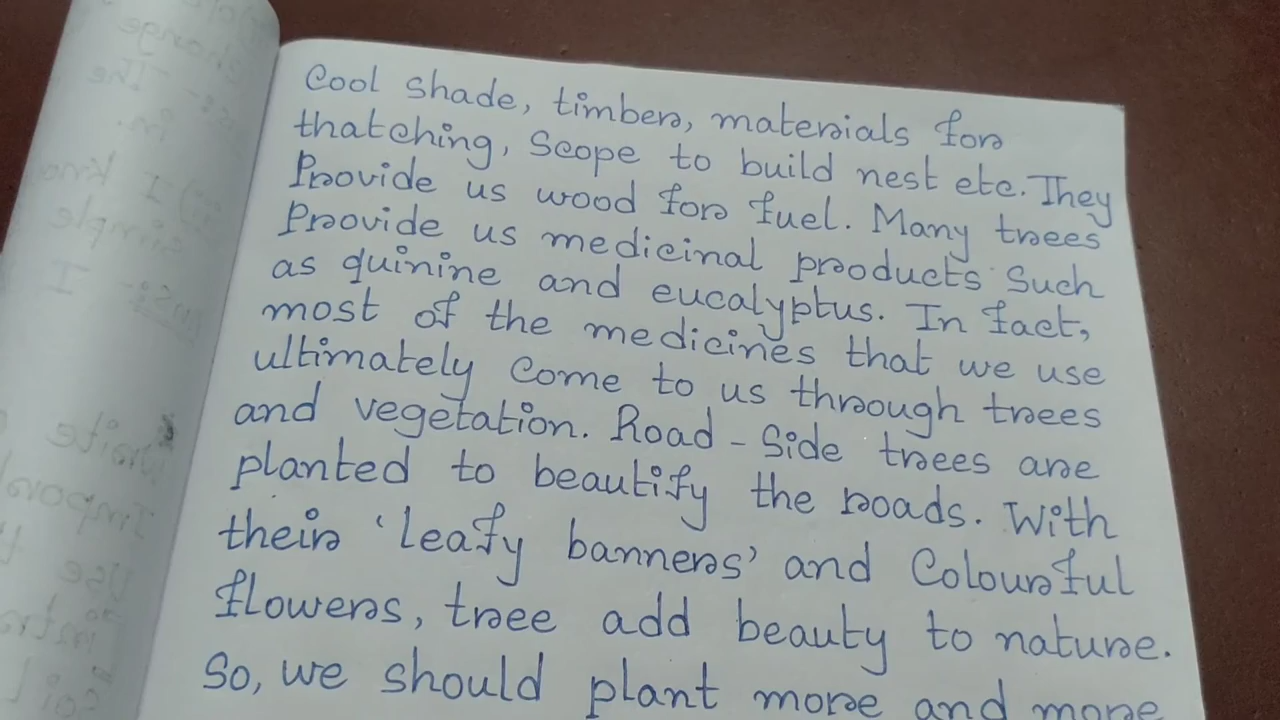 Cool shade, timber, materials for
thatching, Scope to build nest etc. They
Provide us wood for fuel. Many trees
Provide us medicinal products Such
as quinine and eucalyptus. In fact,
most of the medicines that we use
ultimately Come to us through trees
and vegetation. Road-Side trees are
planted to beautify the roads. With
their 'leafy banners' and Colourful
flowers, tree add beauty to nature.
So, we should plant more and more